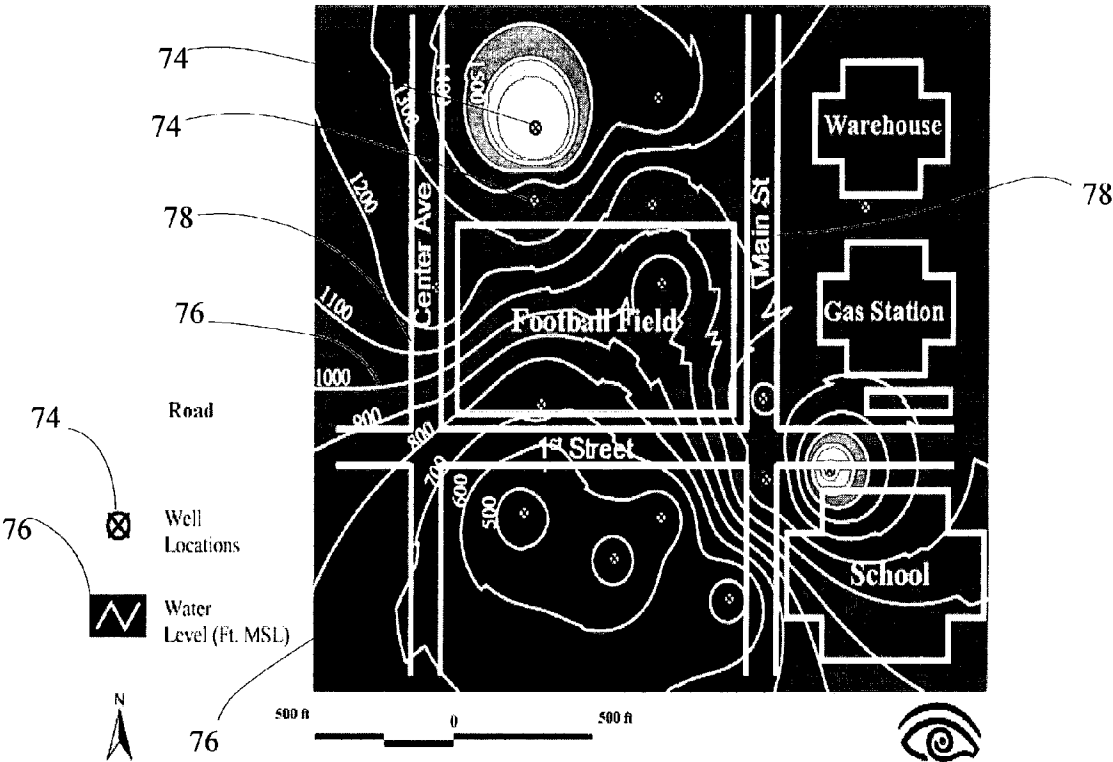 74
74
78
76
1300
1400
1500
1200
1100
1000
900
800
700
600
500
Center Ave
Main St
Warehouse
78
Football Field
Gas Station
1st Street
School
Road
74
Well
Locations
76
Water
Level (Ft. MSL)
N
76
500 ft
0
500 ft